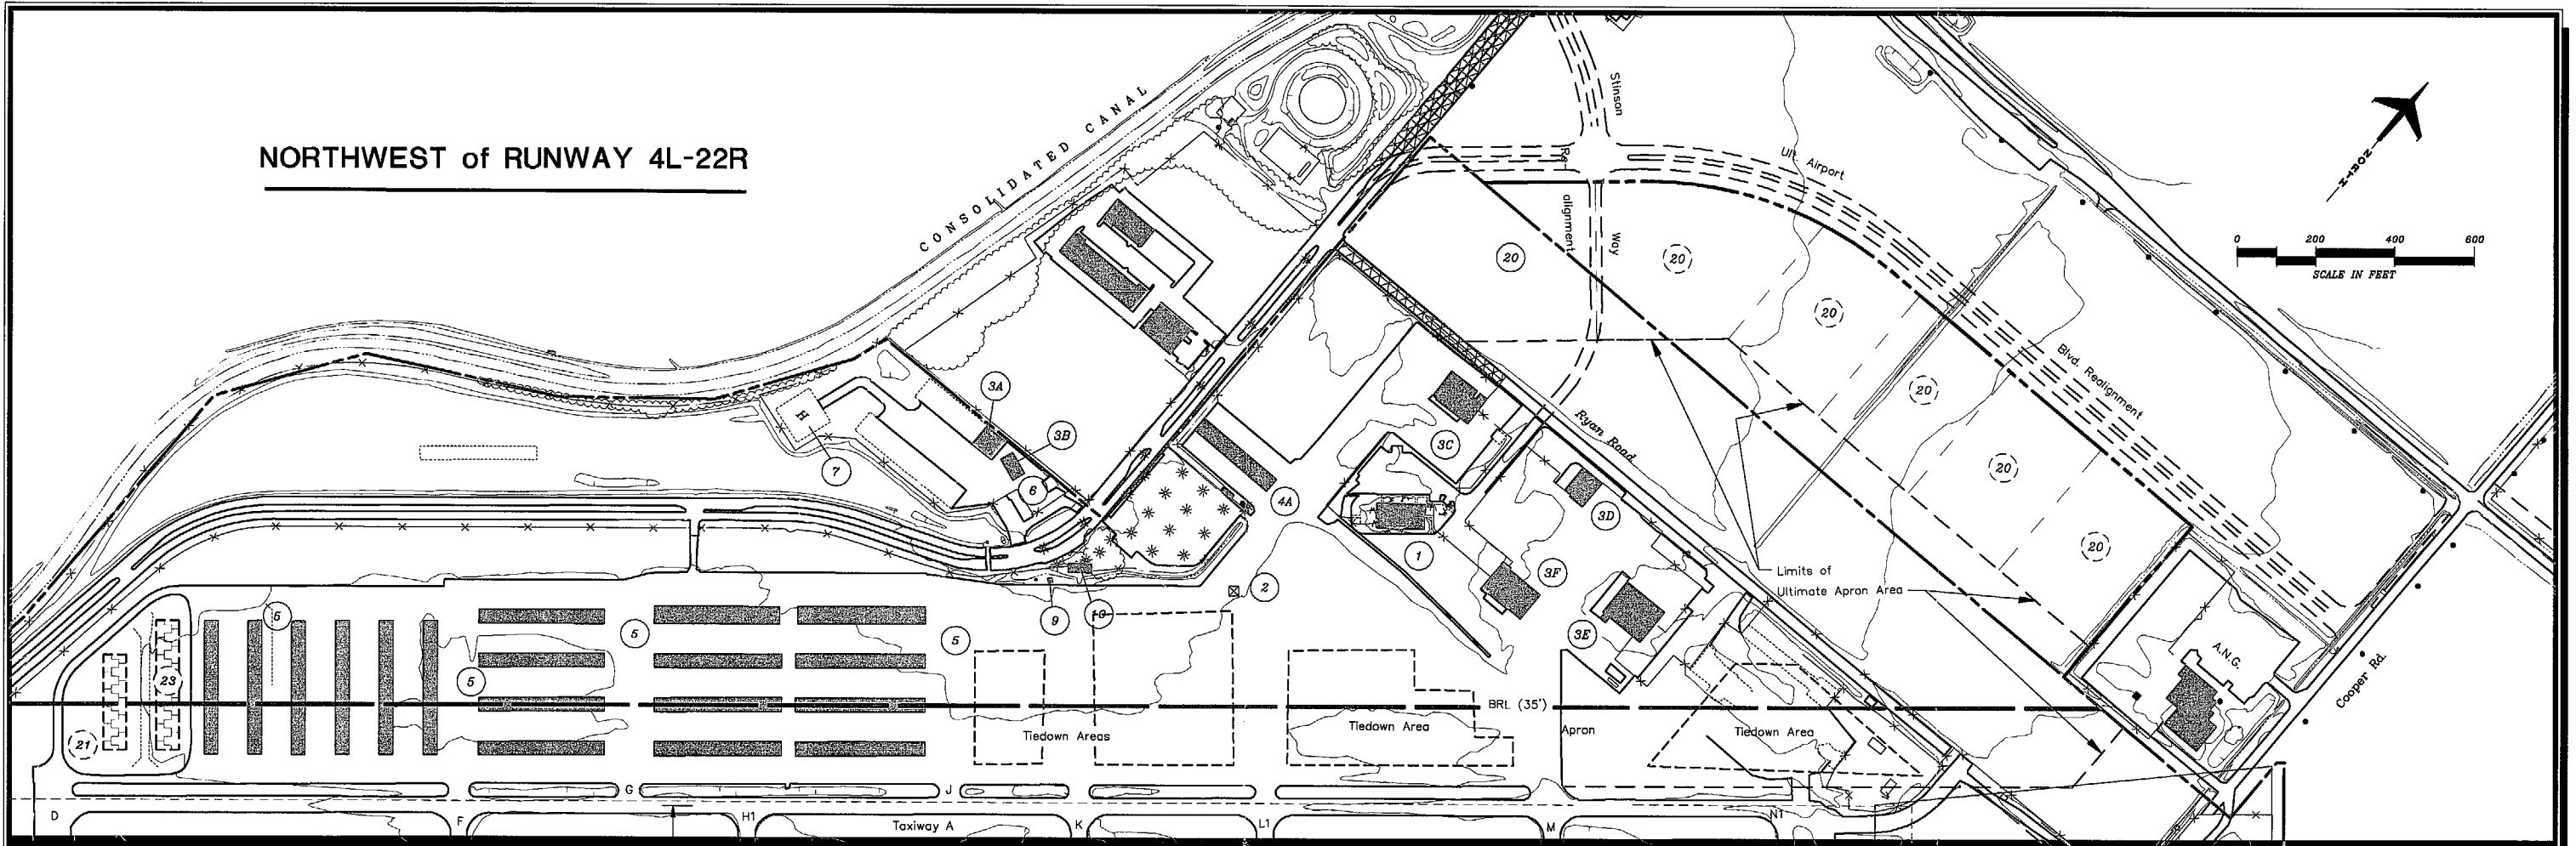 NORTHWEST of RUNWAY 4L-22R
CONSOLIDATED CANAL
Stinson
Re-
alignment
Way
Ult. Airport
Blvd. Realignment
NORTH
0 200 400 600
SCALE IN FEET
20
20
20
20
20
20
Ryan Road
3A
3B
3C
3D
3E
3F
4A
6
7
H
1
2
9
10
5
5
5
5
21
23
Limits of
Ultimate Apron Area
A.N.G.
Cooper Rd.
BRL (35')
Tiedown Areas
Tiedown Area
Apron
Tiedown Area
D
F
G
H1
J
Taxiway A
K
L1
M
N1